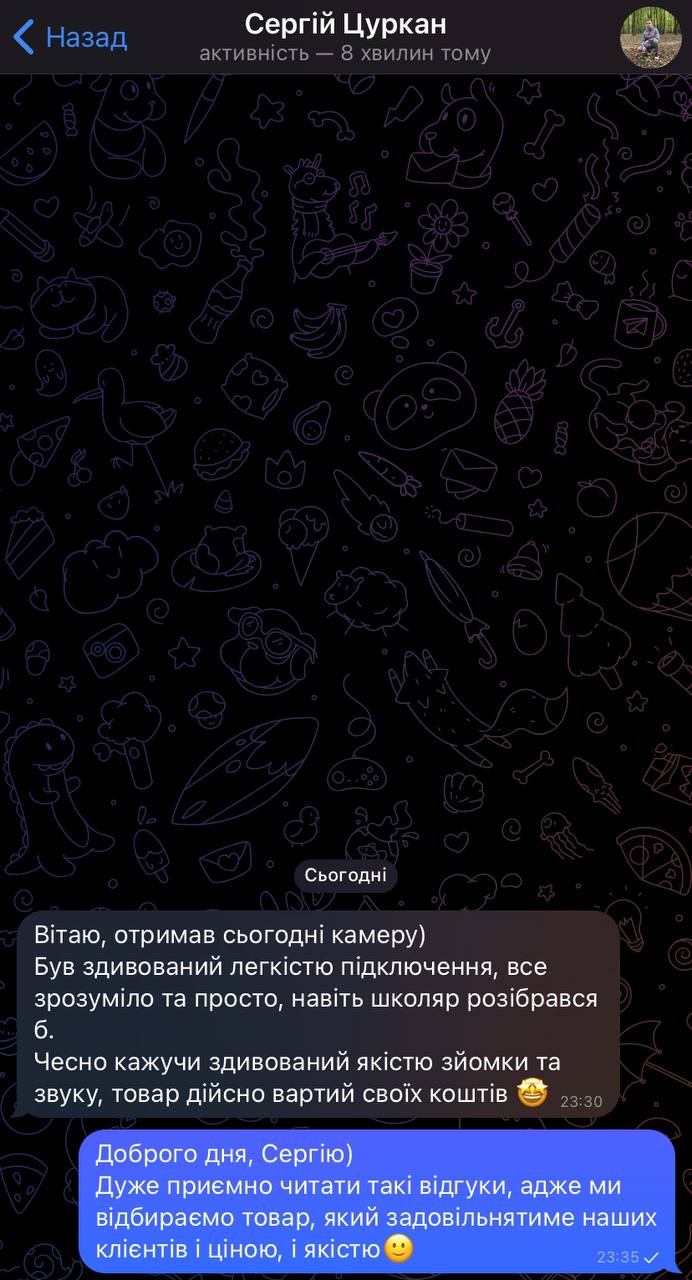 Назад
Сергій Цуркан
активність — 8 хвилин тому
Сьогодні
Вітаю, отримав сьогодні камеру)
Був здивований легкістю підключення, все
зрозуміло та просто, навіть школяр розібрався
б.
Чесно кажучи здивований якістю зйомки та
звуку, товар дійсно вартий своїх коштів 🤩 23:30
Доброго дня, Сергію)
Дуже приємно читати такі відгуки, адже ми
відбираємо товар, який задовільнятиме наших
клієнтів і ціною, і якістю🙂 23:35